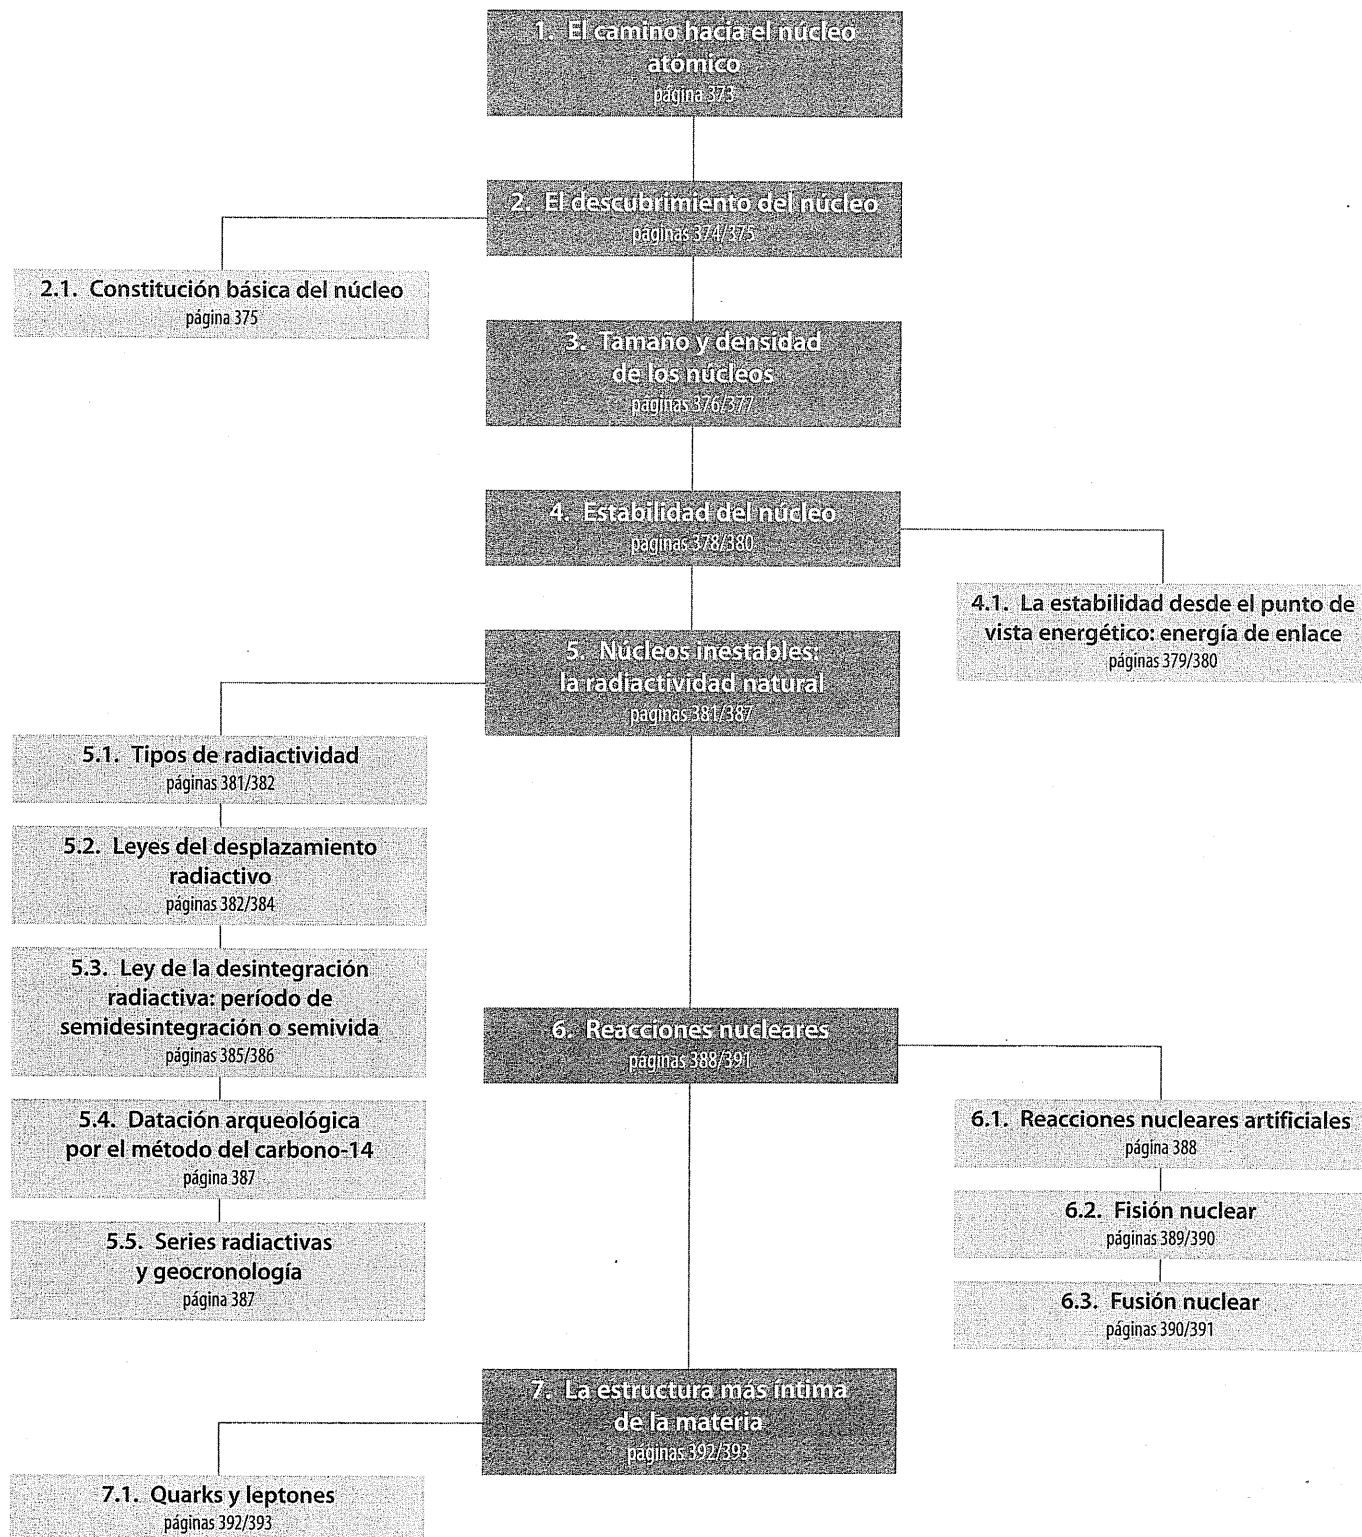 1. El camino hacia el núcleo
atómico
página 373
2. El descubrimiento del núcleo
páginas 374/375
2.1. Constitución básica del núcleo
página 375
3. Tamaño y densidad
de los núcleos
páginas 376/377
4. Estabilidad del núcleo
páginas 378/380
4.1. La estabilidad desde el punto de
vista energético: energía de enlace
páginas 379/380
5. Núcleos inestables:
la radiactividad natural
páginas 381/387
5.1. Tipos de radiactividad
páginas 381/382
5.2. Leyes del desplazamiento
radiactivo
páginas 382/384
5.3. Ley de la desintegración
radiactiva: período de
semidesintegración o semivida
páginas 385/386
5.4. Datación arqueológica
por el método del carbono-14
página 387
5.5. Series radiactivas
y geocronología
página 387
6. Reacciones nucleares
páginas 388/391
6.1. Reacciones nucleares artificiales
página 388
6.2. Fisión nuclear
páginas 389/390
6.3. Fusión nuclear
páginas 390/391
7. La estructura más íntima
de la materia
páginas 392/393
7.1. Quarks y leptones
páginas 392/393